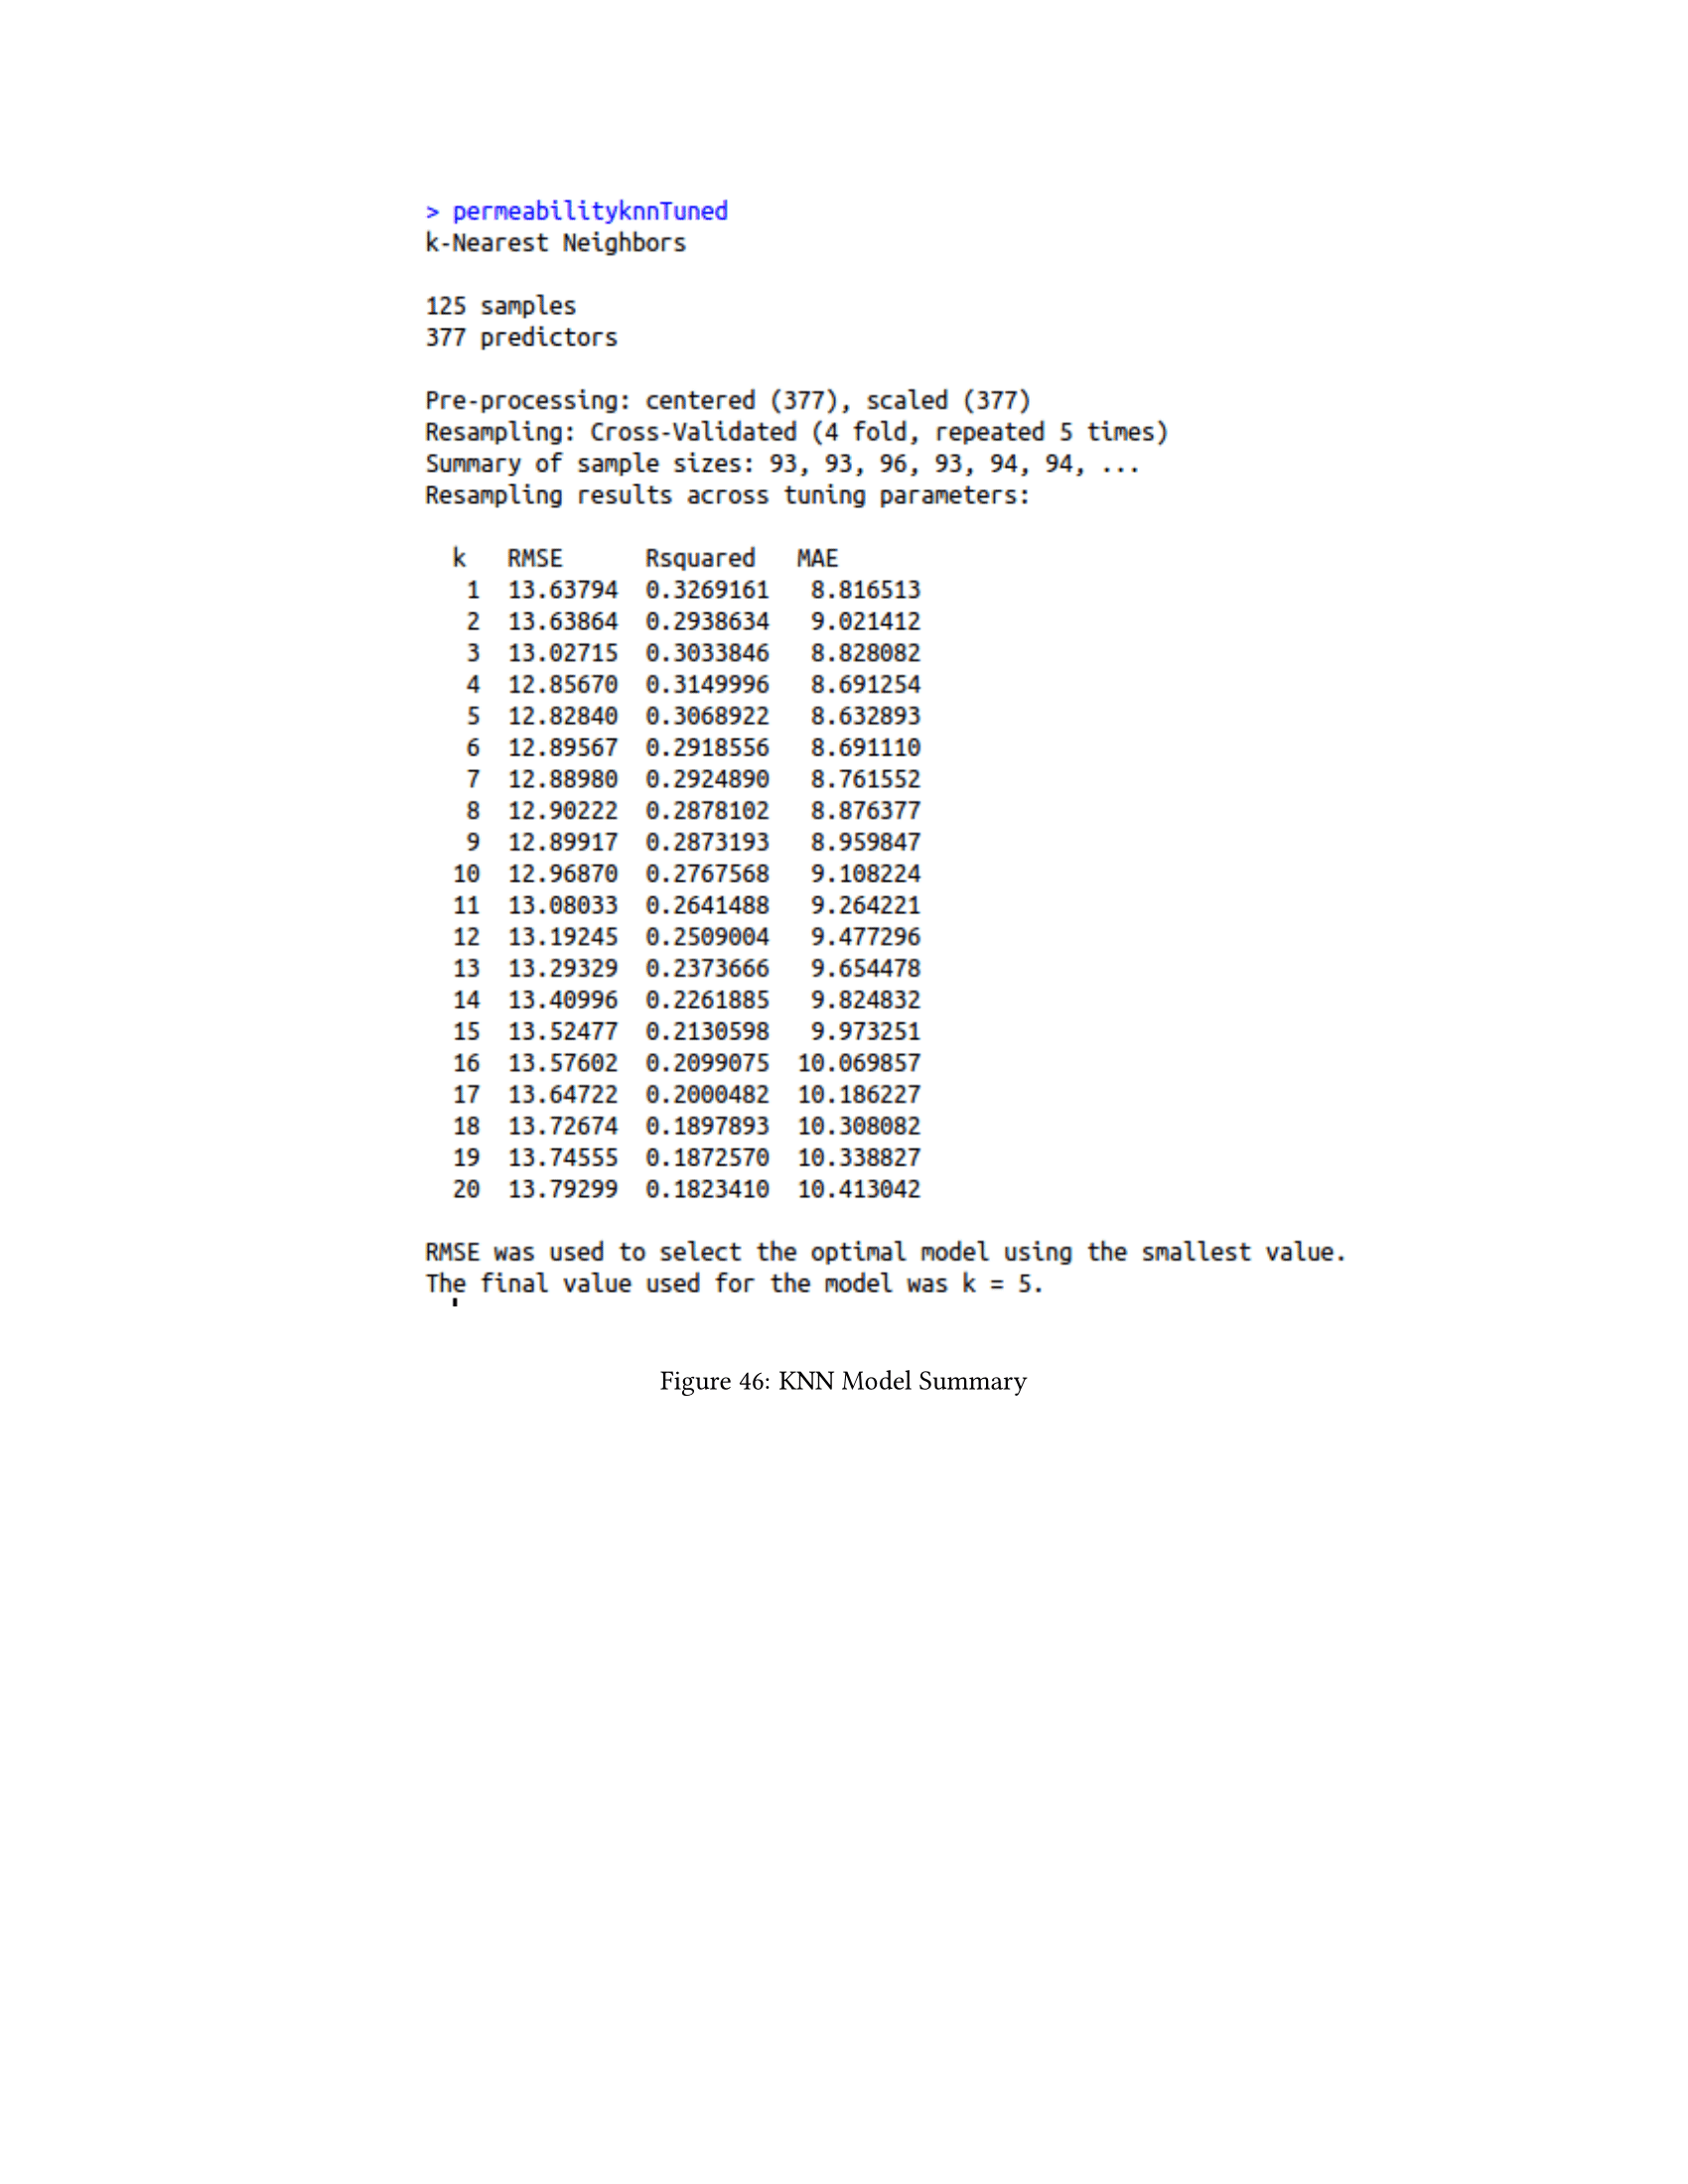 > permeabilityknnTuned
k-Nearest Neighbors
125 samples
377 predictors
Pre-processing: centered (377), scaled (377)
Resampling: Cross-Validated (4 fold, repeated 5 times)
Summary of sample sizes: 93, 93, 96, 93, 94, 94, ...
Resampling results across tuning parameters:
k RMSE Rsquared MAE
1 13.63794 0.3269161 8.816513
2 13.63864 0.2938634 9.021412
3 13.02715 0.3033846 8.828082
4 12.85670 0.3149996 8.691254
5 12.82840 0.3068922 8.632893
6 12.89567 0.2918556 8.691110
7 12.88980 0.2924890 8.761552
8 12.90222 0.2878102 8.876377
9 12.89917 0.2873193 8.959847
10 12.96870 0.2767568 9.108224
11 13.08033 0.2641488 9.264221
12 13.19245 0.2509004 9.477296
13 13.29329 0.2373666 9.654478
14 13.40996 0.2261885 9.824832
15 13.52477 0.2130598 9.973251
16 13.57602 0.2099075 10.069857
17 13.64722 0.2000482 10.186227
18 13.72674 0.1897893 10.308082
19 13.74555 0.1872570 10.338827
20 13.79299 0.1823410 10.413042
RMSE was used to select the optimal model using the smallest value.
The final value used for the model was k = 5.
Figure 46: KNN Model Summary